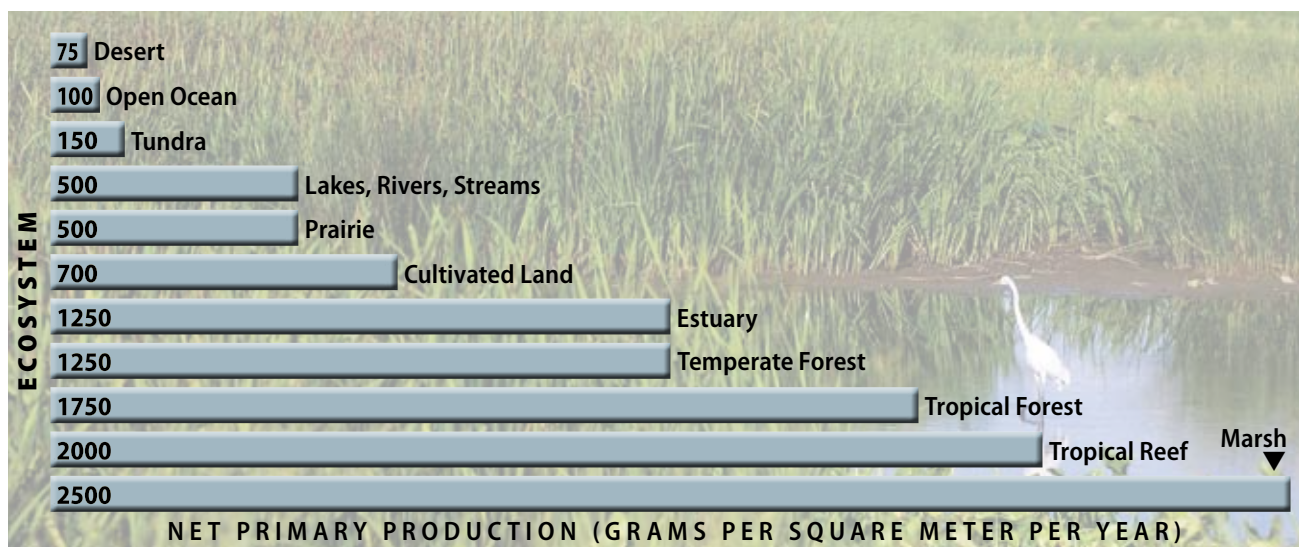 75 Desert
100 Open Ocean
150 Tundra
500 Lakes, Rivers, Streams
500 Prairie
700 Cultivated Land
1250 Estuary
1250 Temperate Forest
1750 Tropical Forest
2000 Tropical Reef
Marsh
2500
ECOSYSTEM
NET PRIMARY PRODUCTION (GRAMS PER SQUARE METER PER YEAR)